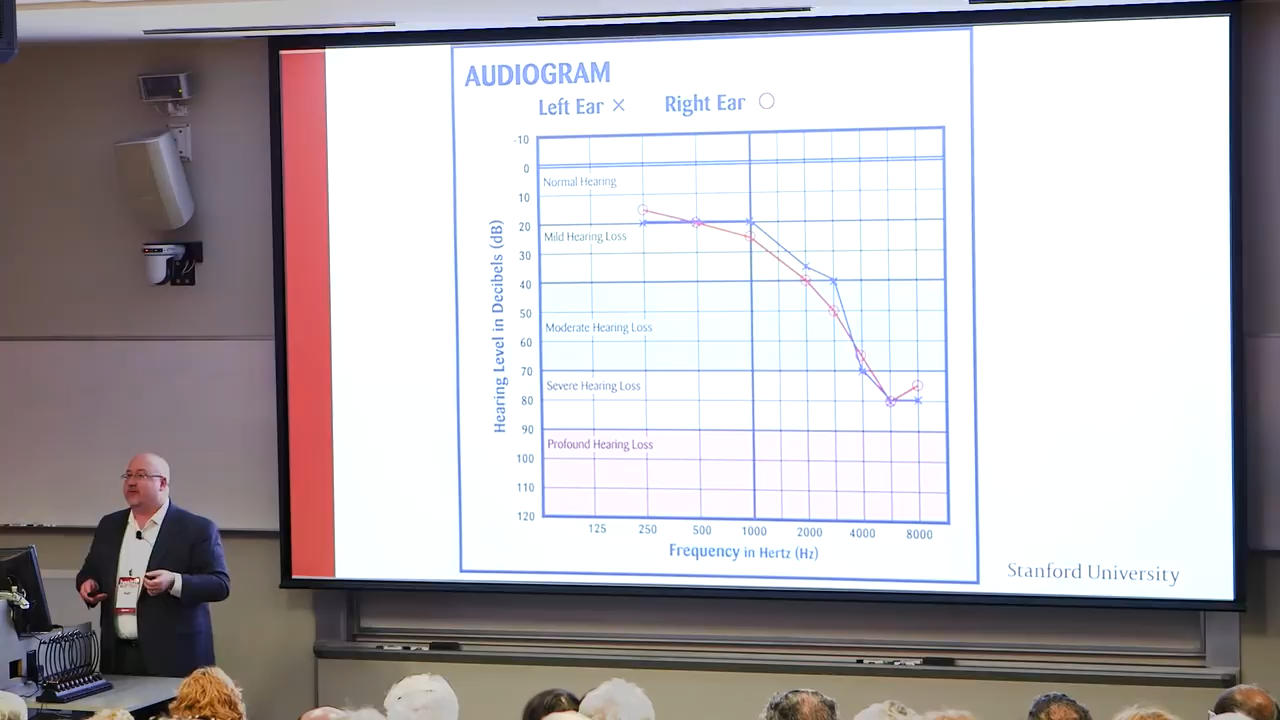 AUDIOGRAM
Left Ear × Right Ear ○
-10
0
Normal Hearing
10
20
Mild Hearing Loss
30
40
50
Moderate Hearing Loss
60
70
Severe Hearing Loss
80
90
Profound Hearing Loss
100
110
120
Hearing Level in Decibels (dB)
125 250 500 1000 2000 4000 8000
Frequency in Hertz (Hz)
Stanford University